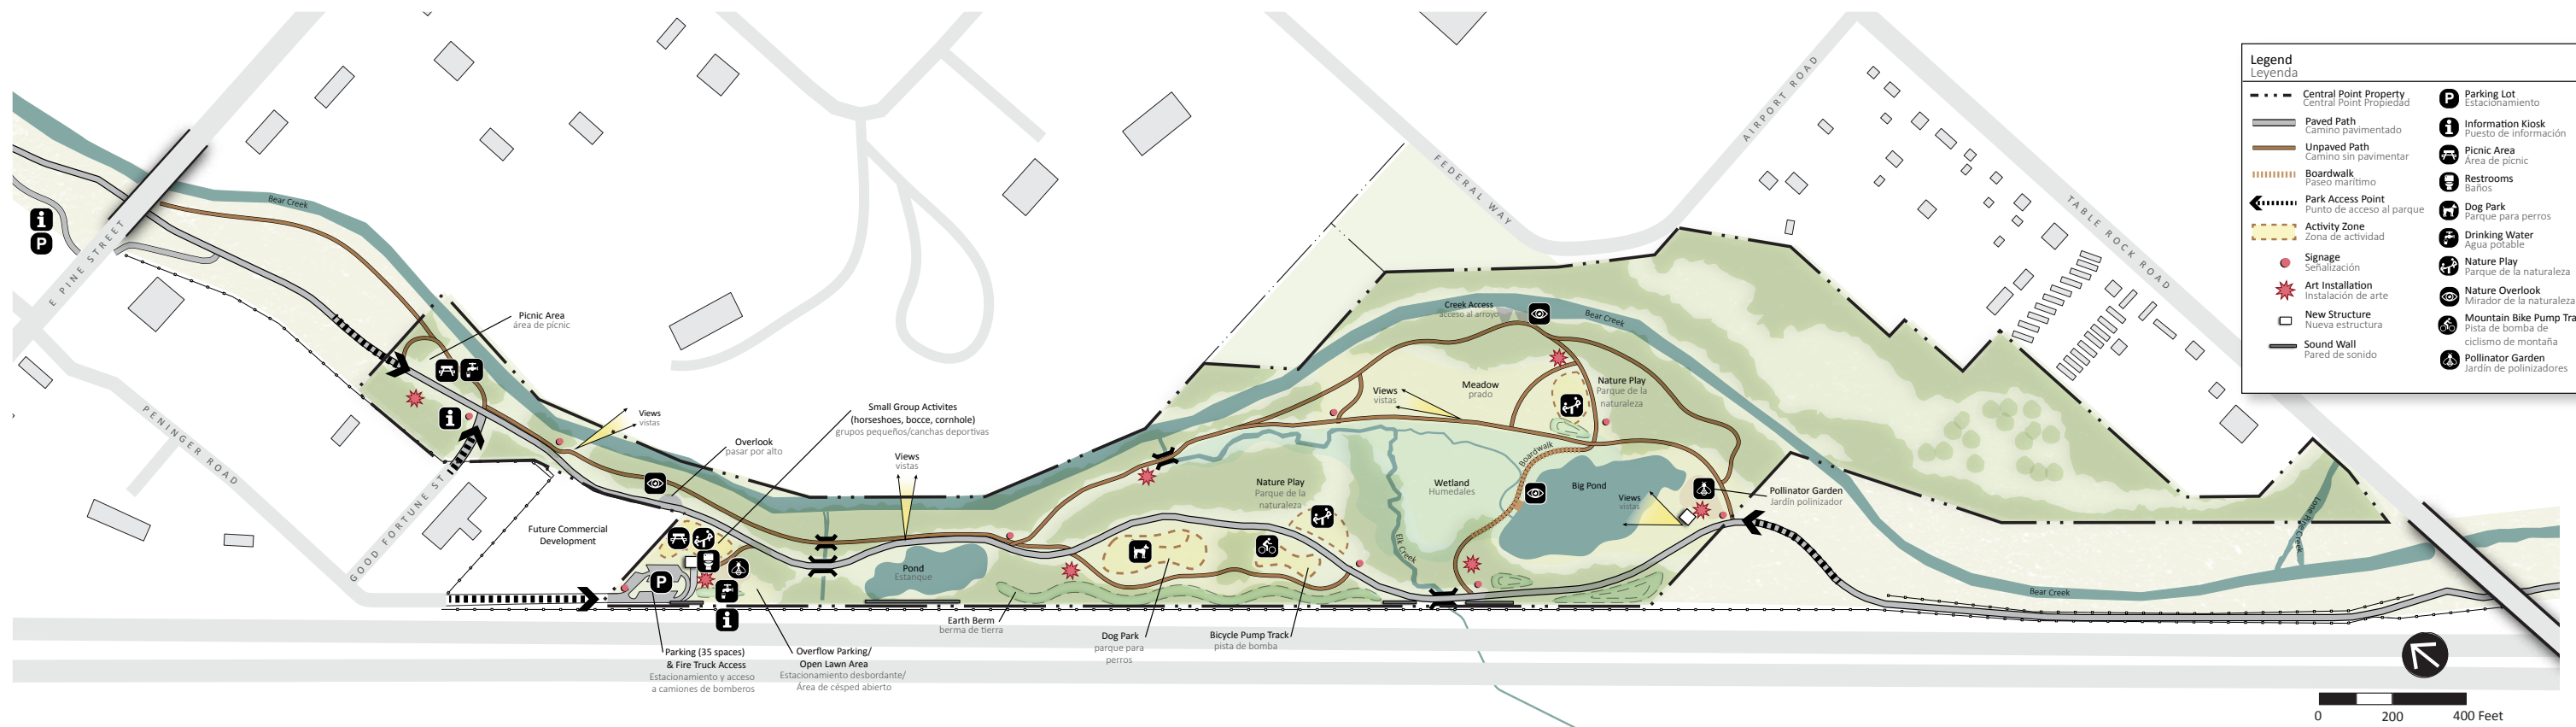 Legend
Leyenda
Central Point Property
Central Point Propiedad
Paved Path
Camino pavimentado
Unpaved Path
Camino sin pavimentar
Boardwalk
Paseo marítimo
Park Access Point
Punto de acceso al parque
Activity Zone
Zona de actividad
Signage
Señalización
Art Installation
Instalación de arte
New Structure
Nueva estructura
Sound Wall
Pared de sonido
P
Parking Lot
Estacionamiento
i
Information Kiosk
Puesto de información
Picnic Area
Área de pícnic
Restrooms
Baños
Dog Park
Parque para perros
Drinking Water
Agua potable
Nature Play
Parque de la naturaleza
Nature Overlook
Mirador de la naturaleza
Mountain Bike Pump Tra
Pista de bomba de
ciclismo de montaña
Pollinator Garden
Jardín de polinizadores
i
P
E PINE STREET
Bear Creek
PENINGER ROAD
GOOD FORTUNE ST
Picnic Area
área de pícnic
i
Views
vistas
Overlook
pasar por alto
Small Group Activites
(horseshoes, bocce, cornhole)
grupos pequeños/canchas deportivas
Views
vistas
Future Commercial
Development
P
i
Pond
Estanque
Parking (35 spaces)
& Fire Truck Access
Estacionamiento y acceso
a camiones de bomberos
Overflow Parking/
Open Lawn Area
Estacionamiento desbordante/
Área de césped abierto
Earth Berm
berma de tierra
Dog Park
parque para
perros
Bicycle Pump Track
pista de bomba
Nature Play
Parque de la
naturaleza
Elk Creek
Wetland
Humedales
Boardwalk
Big Pond
Views
vistas
Meadow
prado
Views
vistas
Nature Play
Parque de la
naturaleza
Creek Access
acceso al arroyo
Bear Creek
Pollinator Garden
Jardín polinizador
FEDERAL WAY
AIRPORT ROAD
TABLE ROCK ROAD
Lone Pine Creek
Bear Creek
0 200 400 Feet